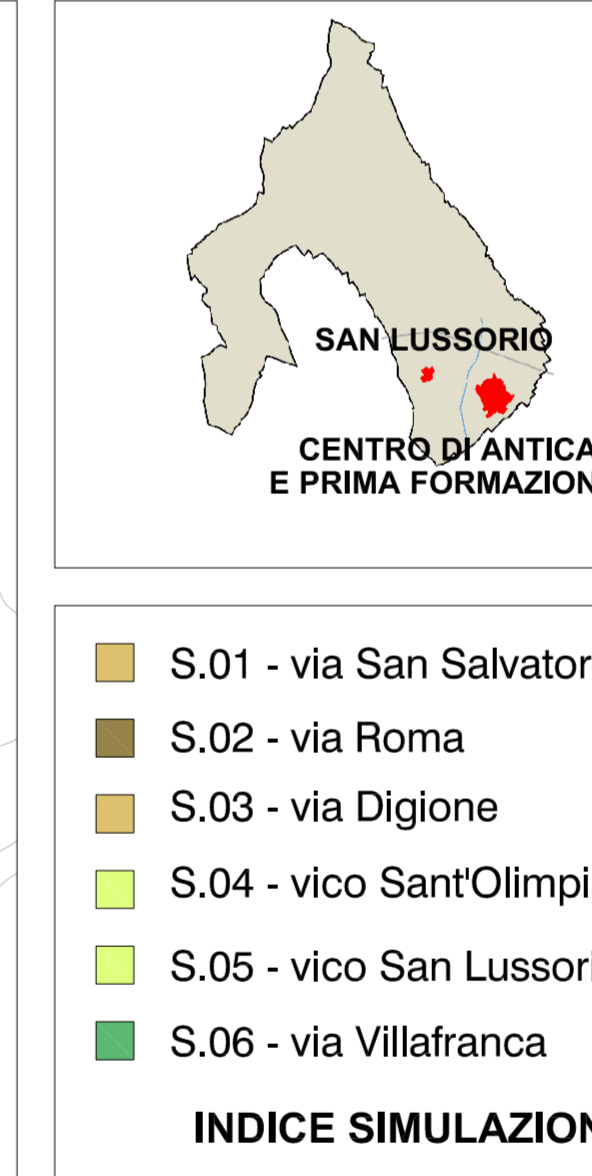 SAN LUSSORIO
CENTRO DI ANTICA
E PRIMA FORMAZION
S.01 - via San Salvator
S.02 - via Roma
S.03 - via Digione
S.04 - vico Sant'Olimpi
S.05 - vico San Lussori
S.06 - via Villafranca
INDICE SIMULAZION